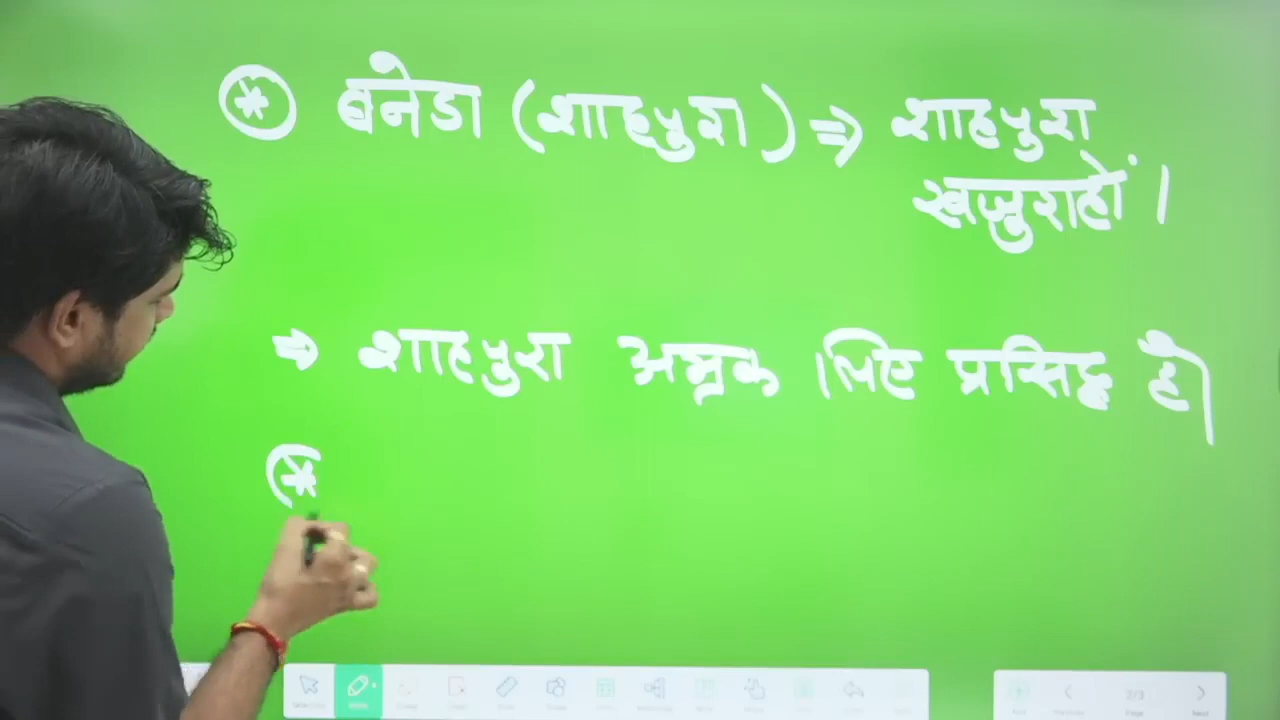 * बनेडा (शाहपुरा) ⇒ शाहपुरा
खजुराहों।
⇒ शाहपुरा अभ्रक लिए प्रसिद्ध है।
*